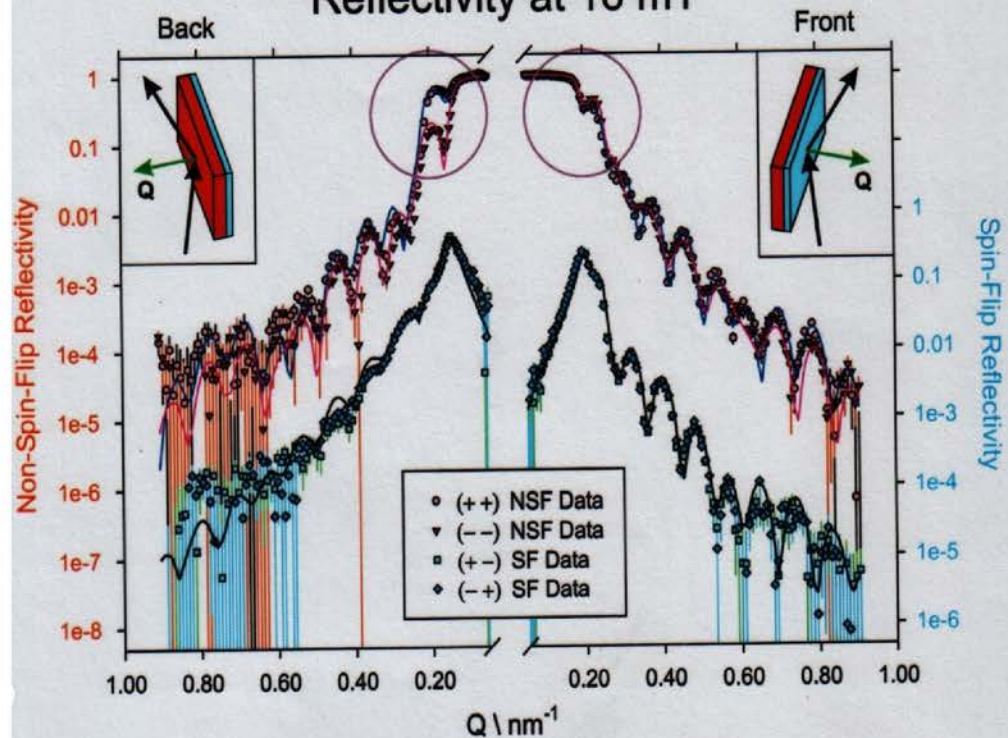 Reflectivity at 16 mT
Back
Front
Non-Spin-Flip Reflectivity
1
0.1
0.01
1e-3
1e-4
1e-5
1e-6
1e-7
1e-8
Q
Q
1
0.1
0.01
1e-3
1e-4
1e-5
1e-6
Spin-Flip Reflectivity
(++) NSF Data
(--) NSF Data
(+-) SF Data
(-+) SF Data
1.00 0.80 0.60 0.40 0.20 0.20 0.40 0.60 0.80 1.00
Q \ nm-1